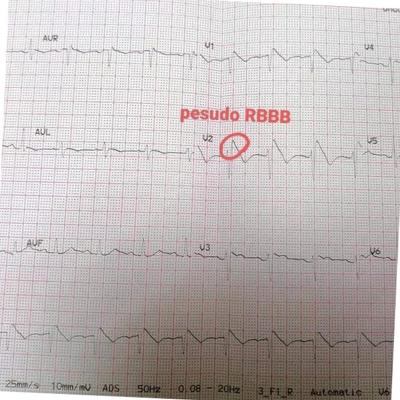 AVR V1 V4
pesudo RBBB
AVL V2 V5
AVF V3 V6
25mm/s 10mm/mV ADS 50Hz 0.08 - 20Hz 3_F1_R Automatic V6